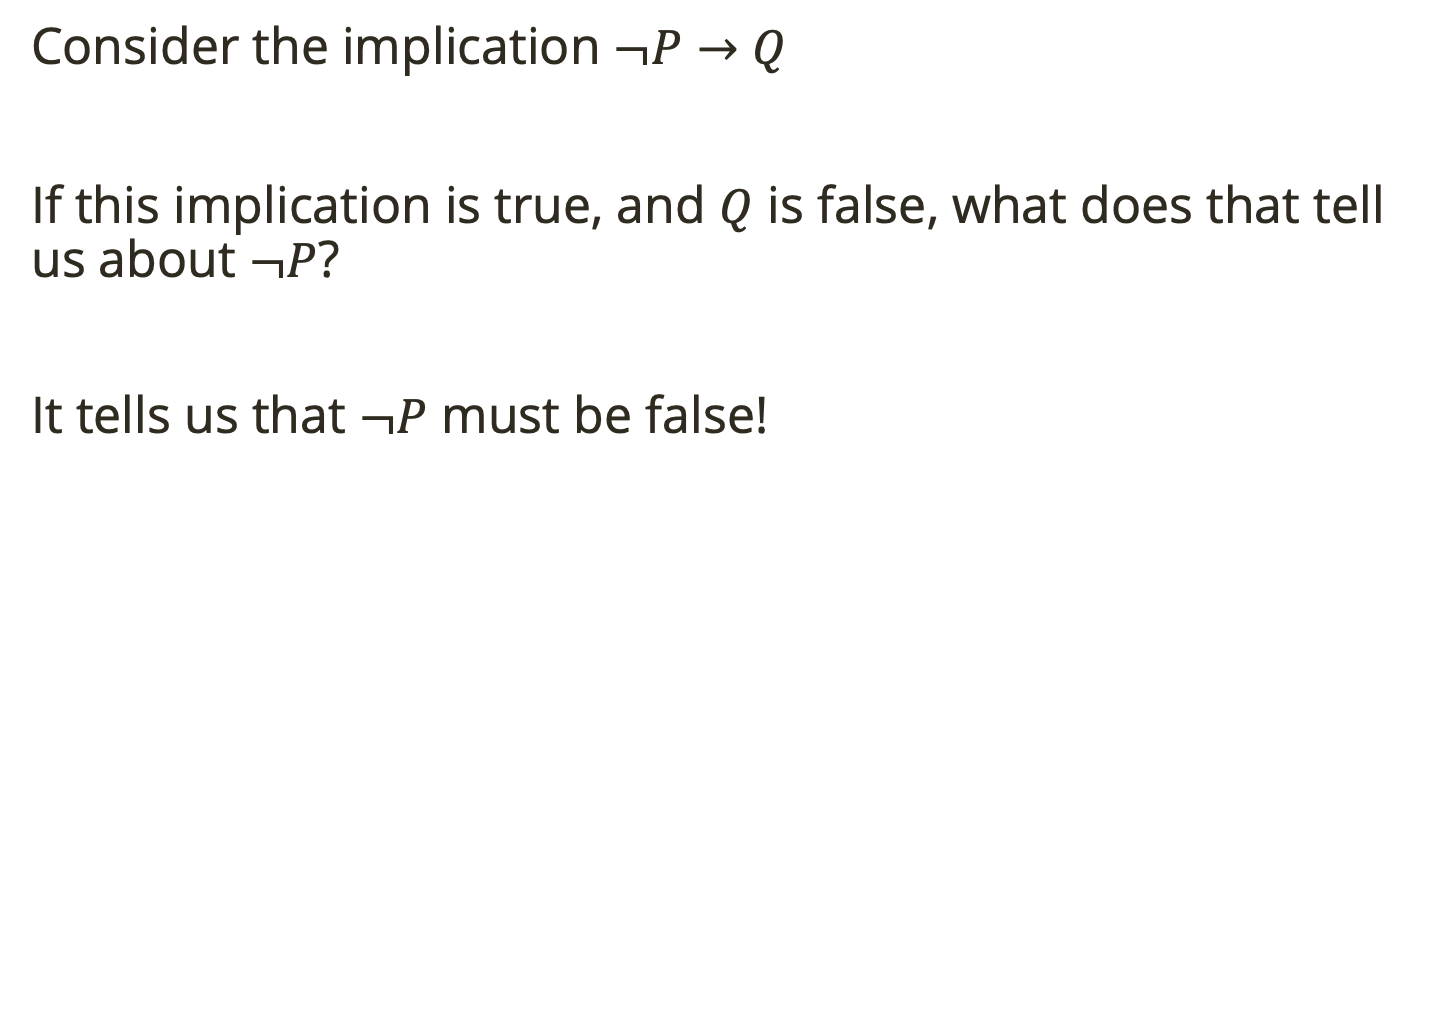 Consider the implication ¬P → Q
If this implication is true, and Q is false, what does that tell
us about ¬P?
It tells us that ¬P must be false!